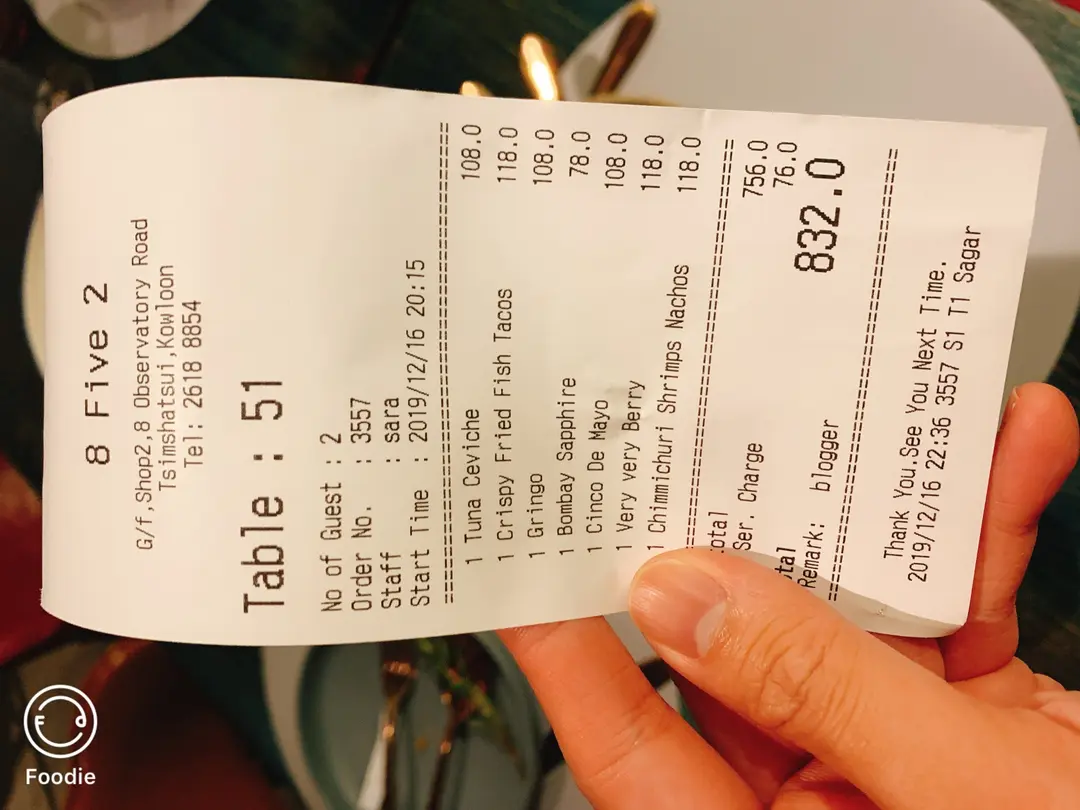 8 Five 2
G/f,Shop2,8 Observatory Road
Tsimshatsui,Kowloon
Tel: 2618 8854
Table : 51
No of Guest : 2
Order No. : 3557
Staff : sara
Start Time : 2019/12/16 20:15
1 Tuna Ceviche 108.0
1 Crispy Fried Fish Tacos 118.0
1 Gringo 108.0
1 Bombay Sapphire 78.0
1 Cinco De Mayo 108.0
1 Very very Berry 118.0
1 Chimmichuri Shrimps Nachos 118.0
otal 756.0
Ser. Charge 76.0
tal 832.0
Remark: blogger
Thank You.See You Next Time.
2019/12/16 22:36 3557 S1 T1 Sagar
Foodie